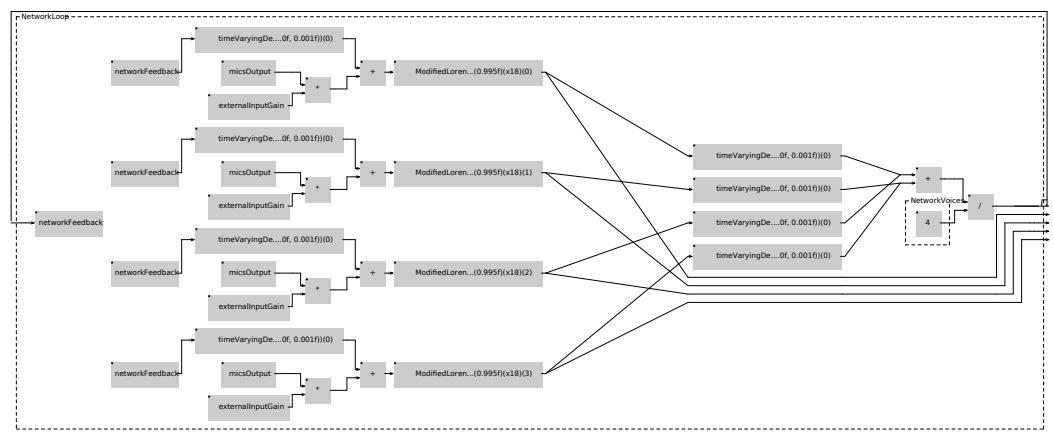 NetworkLoop
timeVaryingDe....0f, 0.001f))(0)
networkFeedback
micsOutput
*
+
ModifiedLoren...(0.995f)(x18)(0)
externalInputGain
timeVaryingDe....0f, 0.001f))(0)
networkFeedback
micsOutput
*
+
ModifiedLoren...(0.995f)(x18)(1)
externalInputGain
networkFeedback
timeVaryingDe....0f, 0.001f))(0)
networkFeedback
micsOutput
*
+
ModifiedLoren...(0.995f)(x18)(2)
externalInputGain
timeVaryingDe....0f, 0.001f))(0)
networkFeedback
micsOutput
*
+
ModifiedLoren...(0.995f)(x18)(3)
externalInputGain
timeVaryingDe....0f, 0.001f))(0)
timeVaryingDe....0f, 0.001f))(0)
timeVaryingDe....0f, 0.001f))(0)
timeVaryingDe....0f, 0.001f))(0)
+
NetworkVoices
4
/